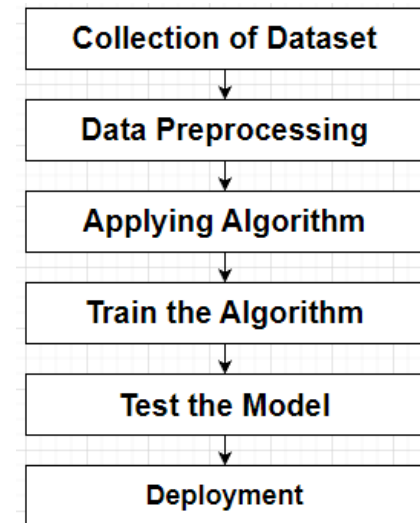 Collection of Dataset
Data Preprocessing
Applying Algorithm
Train the Algorithm
Test the Model
Deployment